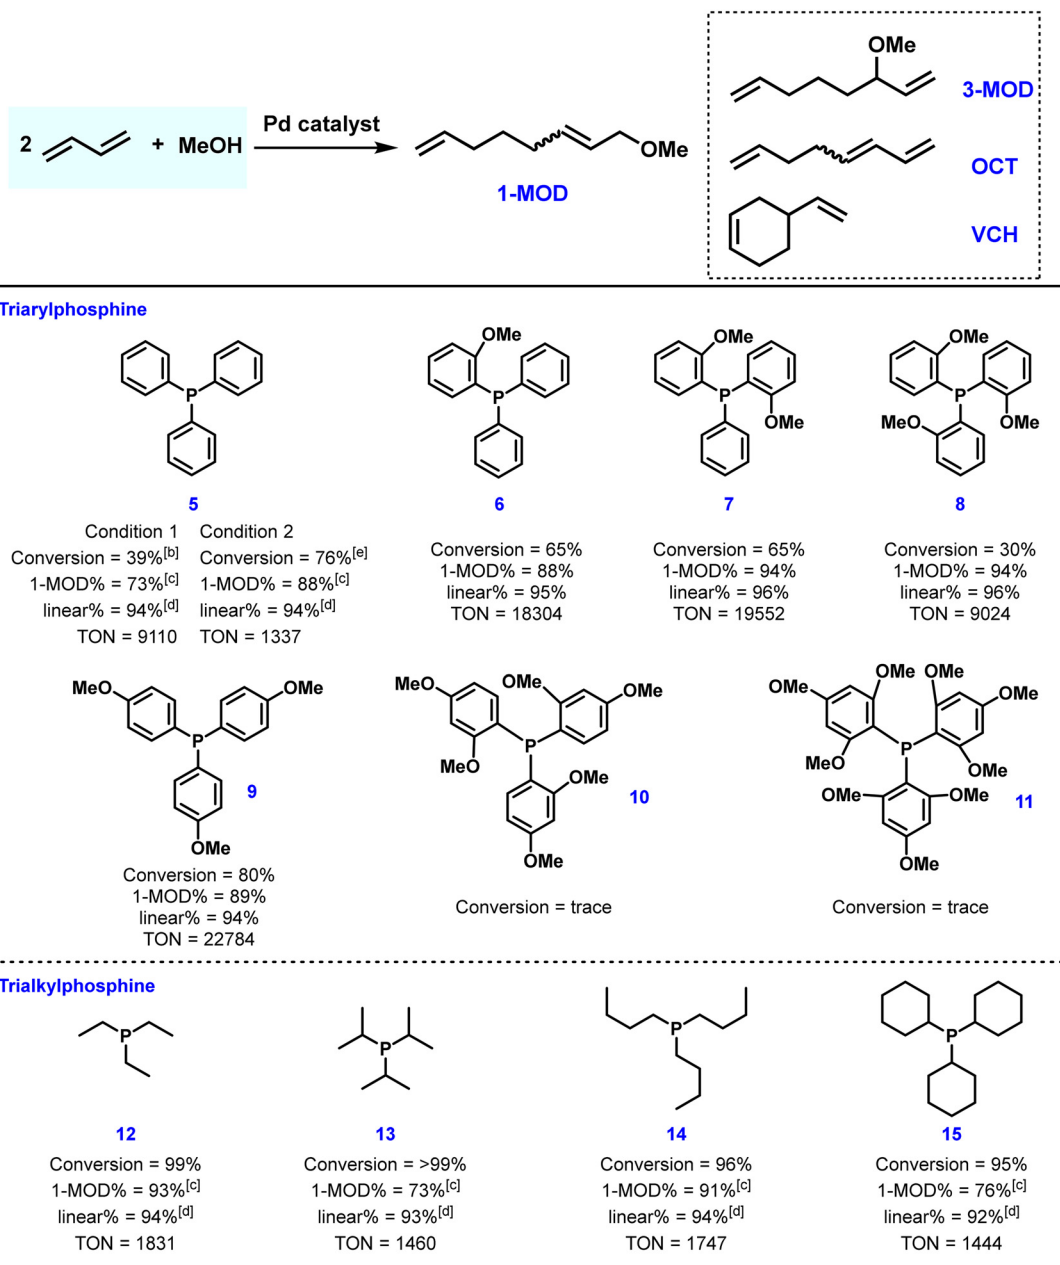 2 + MeOH
Pd catalyst
OMe
1-MOD
OMe
3-MOD
OCT
VCH
Triarylphosphine
P
5
Condition 1 Condition 2
Conversion = 39%[b] Conversion = 76%[e]
1-MOD% = 73%[c] 1-MOD% = 88%[c]
linear% = 94%[d] linear% = 94%[d]
TON = 9110 TON = 1337
OMe
P
6
Conversion = 65%
1-MOD% = 88%
linear% = 95%
TON = 18304
OMe
P
OMe
7
Conversion = 65%
1-MOD% = 94%
linear% = 96%
TON = 19552
OMe
P
MeO OMe
8
Conversion = 30%
1-MOD% = 94%
linear% = 96%
TON = 9024
MeO OMe
P
OMe
9
Conversion = 80%
1-MOD% = 89%
linear% = 94%
TON = 22784
MeO OMe OMe
MeO P
OMe
OMe
10
Conversion = trace
MeO OMe OMe OMe
MeO P OMe
OMe OMe
OMe
11
Conversion = trace
Trialkylphosphine
P
12
Conversion = 99%
1-MOD% = 93%[c]
linear% = 94%[d]
TON = 1831
P
13
Conversion = >99%
1-MOD% = 73%[c]
linear% = 93%[d]
TON = 1460
P
14
Conversion = 96%
1-MOD% = 91%[c]
linear% = 94%[d]
TON = 1747
P
15
Conversion = 95%
1-MOD% = 76%[c]
linear% = 92%[d]
TON = 1444